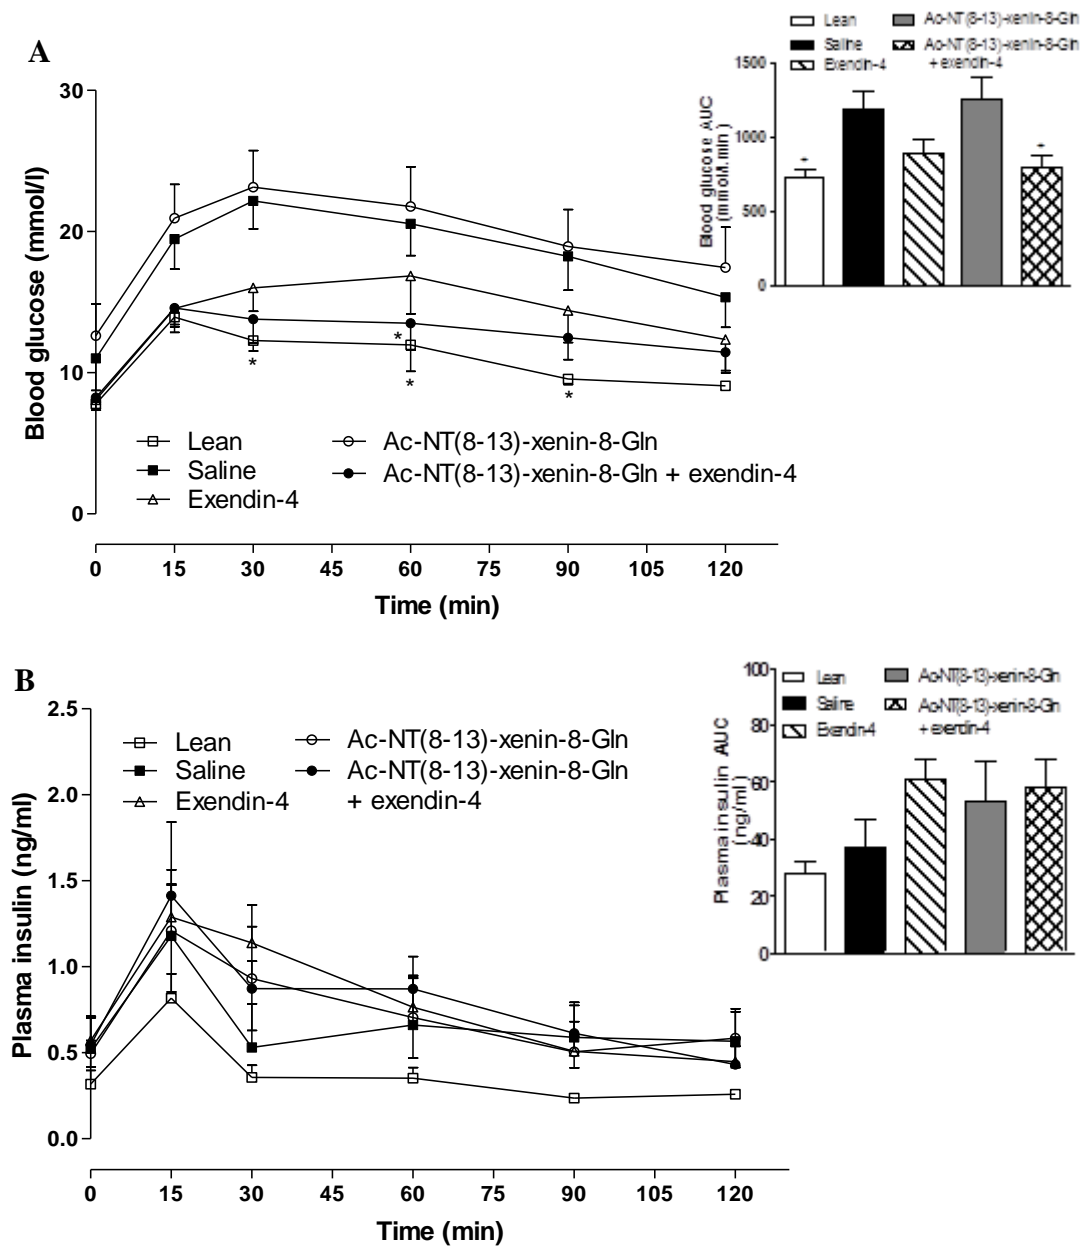 A
Blood glucose (mmol/l)
30
20
10
0
*
*
*
*
Lean
Saline
Exendin-4
Ac-NT(8-13)-xenin-8-Gln
Ac-NT(8-13)-xenin-8-Gln + exendin-4
0 15 30 45 60 75 90 105 120
Time (min)
Lean
Saline
Exendin-4
Ac-NT(8-13)-xenin-8-Gln
Ac-NT(8-13)-xenin-8-Gln
+ exendin-4
Blood glucose AUC
(mmol.min)
1500
1000
500
0
*
*
B
Plasma insulin (ng/ml)
2.5
2.0
1.5
1.0
0.5
0.0
Lean
Saline
Exendin-4
Ac-NT(8-13)-xenin-8-Gln
Ac-NT(8-13)-xenin-8-Gln
+ exendin-4
0 15 30 45 60 75 90 105 120
Time (min)
Plasma insulin AUC
(ng/ml)
100
80
60
40
20
0
Lean
Saline
Exendin-4
Ac-NT(8-13)-xenin-8-Gln
Ac-NT(8-13)-xenin-8-Gln
+ exendin-4